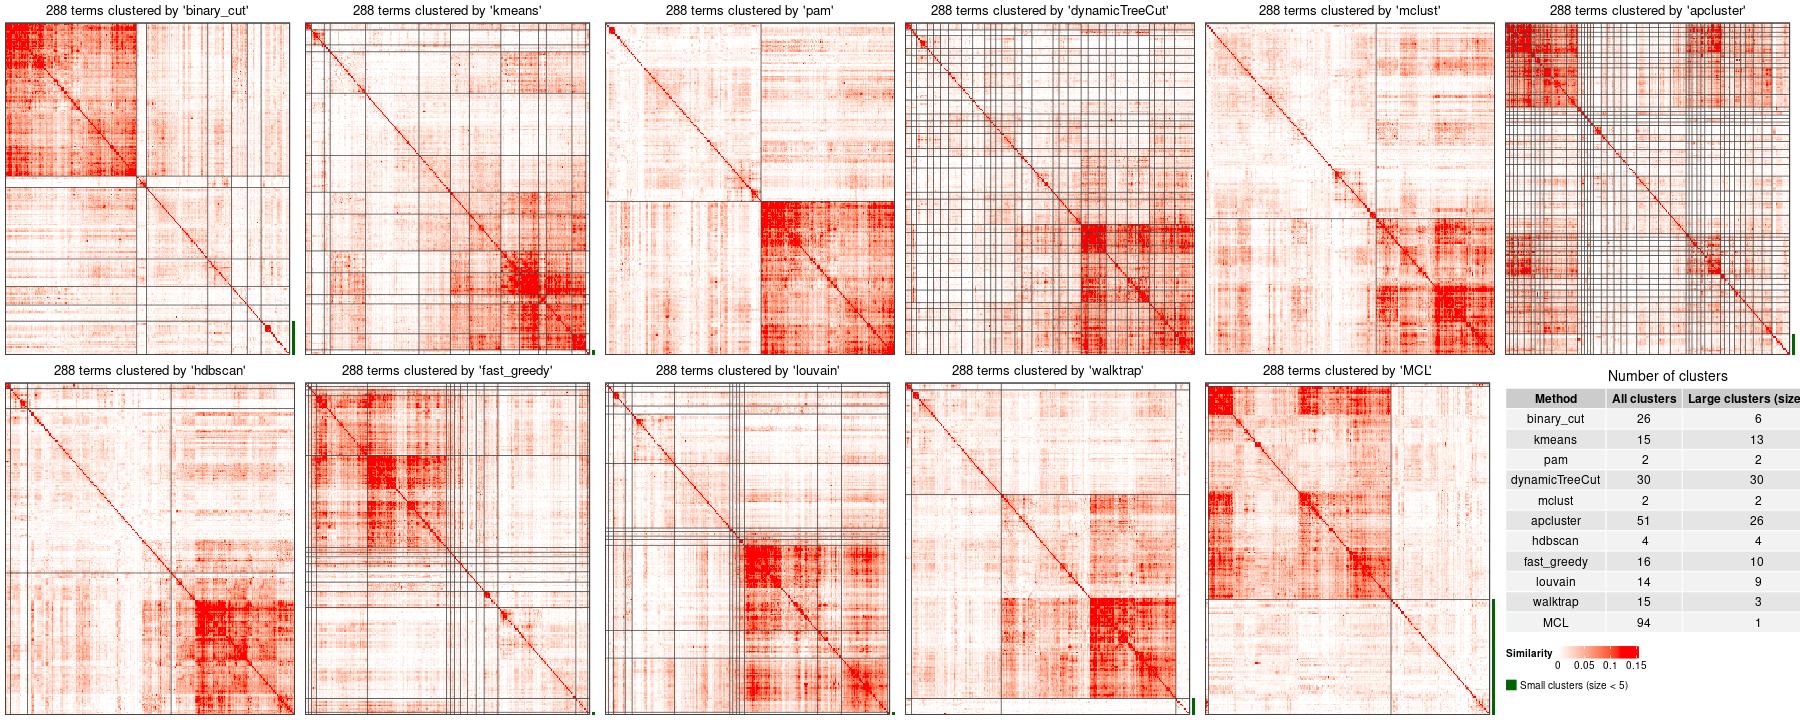 288 terms clustered by 'binary_cut'
288 terms clustered by 'kmeans'
288 terms clustered by 'pam'
288 terms clustered by 'dynamicTreeCut'
288 terms clustered by 'mclust'
288 terms clustered by 'apcluster'
288 terms clustered by 'hdbscan'
288 terms clustered by 'fast_greedy'
288 terms clustered by 'louvain'
288 terms clustered by 'walktrap'
288 terms clustered by 'MCL'
Number of clusters
Method All clusters Large clusters (size
binary_cut 26 6
kmeans 15 13
pam 2 2
dynamicTreeCut 30 30
mclust 2 2
apcluster 51 26
hdbscan 4 4
fast_greedy 16 10
louvain 14 9
walktrap 15 3
MCL 94 1
Similarity
0 0.05 0.1 0.15
Small clusters (size < 5)